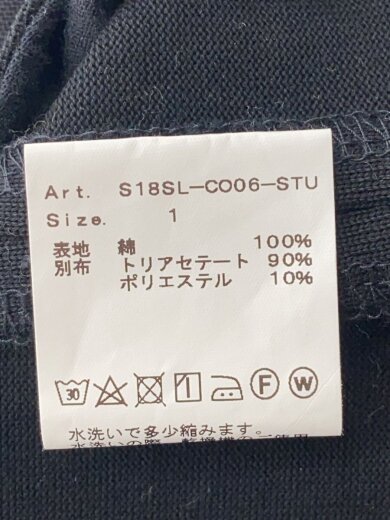 Art. S18SL-CO06-STU
Size. 1
表地 綿 100%
別布 トリアセテート 90%
ポリエステル 10%
30 F W
水洗いで多少縮みます。